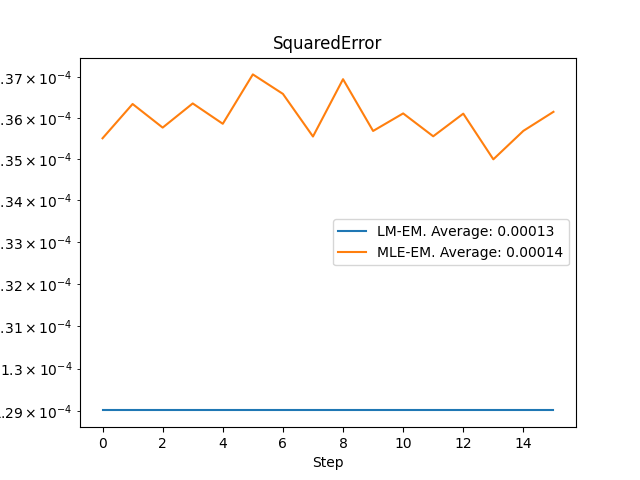 SquaredError
.37 × 10⁻⁴
.36 × 10⁻⁴
.35 × 10⁻⁴
.34 × 10⁻⁴
.33 × 10⁻⁴
.32 × 10⁻⁴
.31 × 10⁻⁴
1.3 × 10⁻⁴
.29 × 10⁻⁴
LM-EM. Average: 0.00013
MLE-EM. Average: 0.00014
0 2 4 6 8 10 12 14
Step